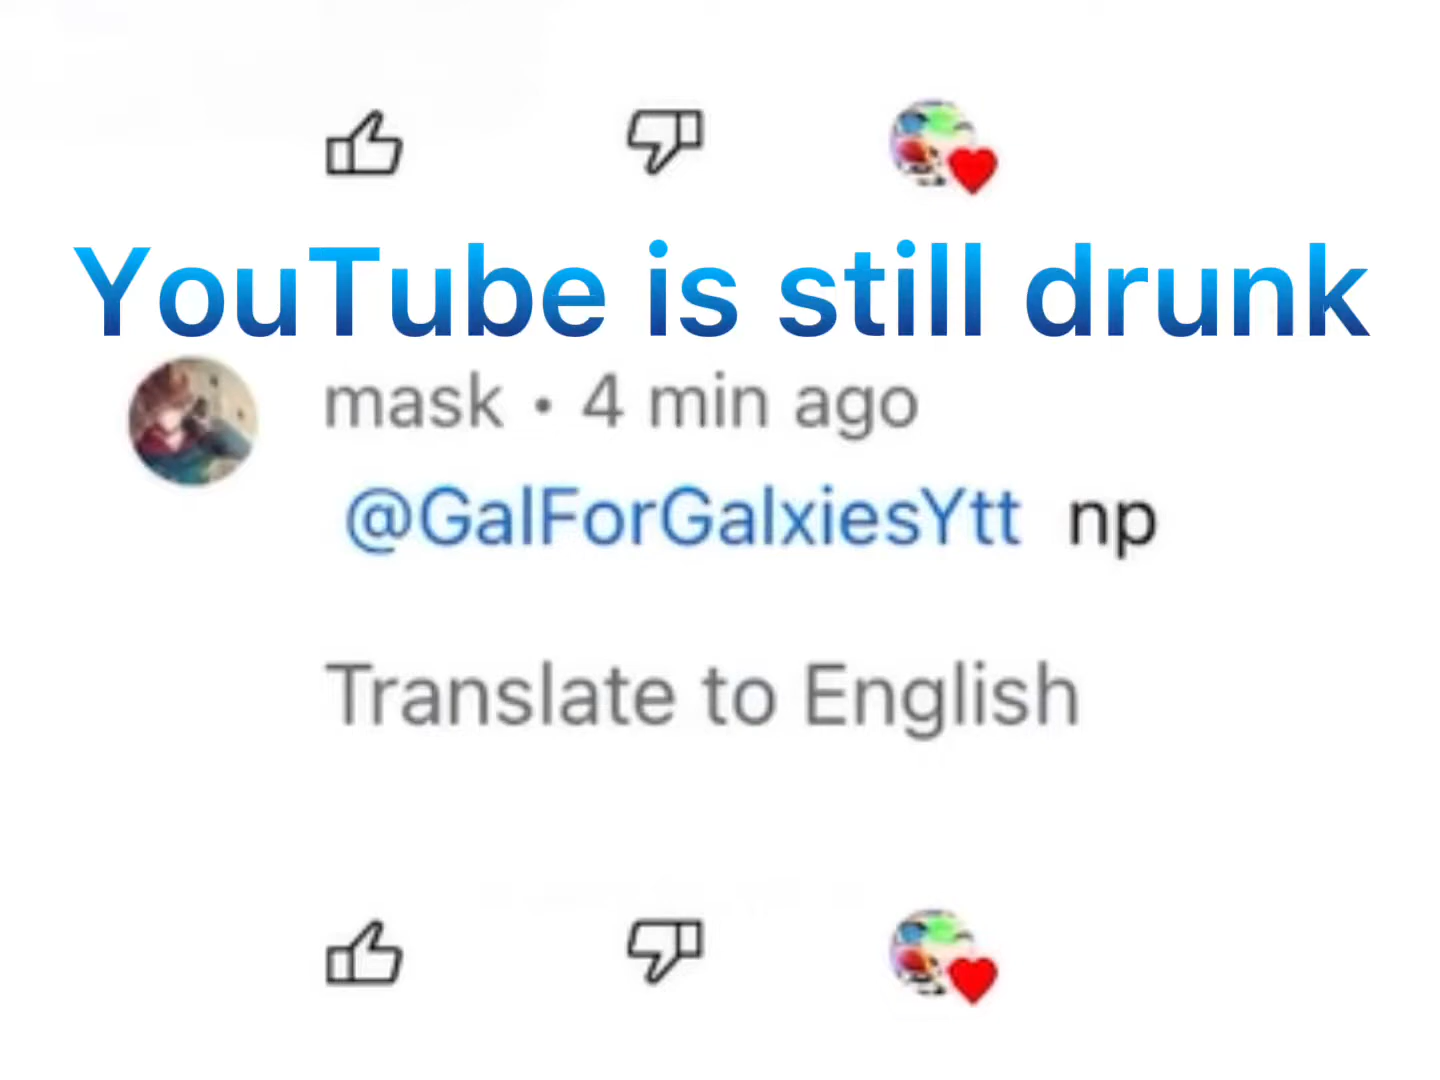 YouTube is still drunk
mask • 4 min ago
@GalForGalxiesYtt np
Translate to English